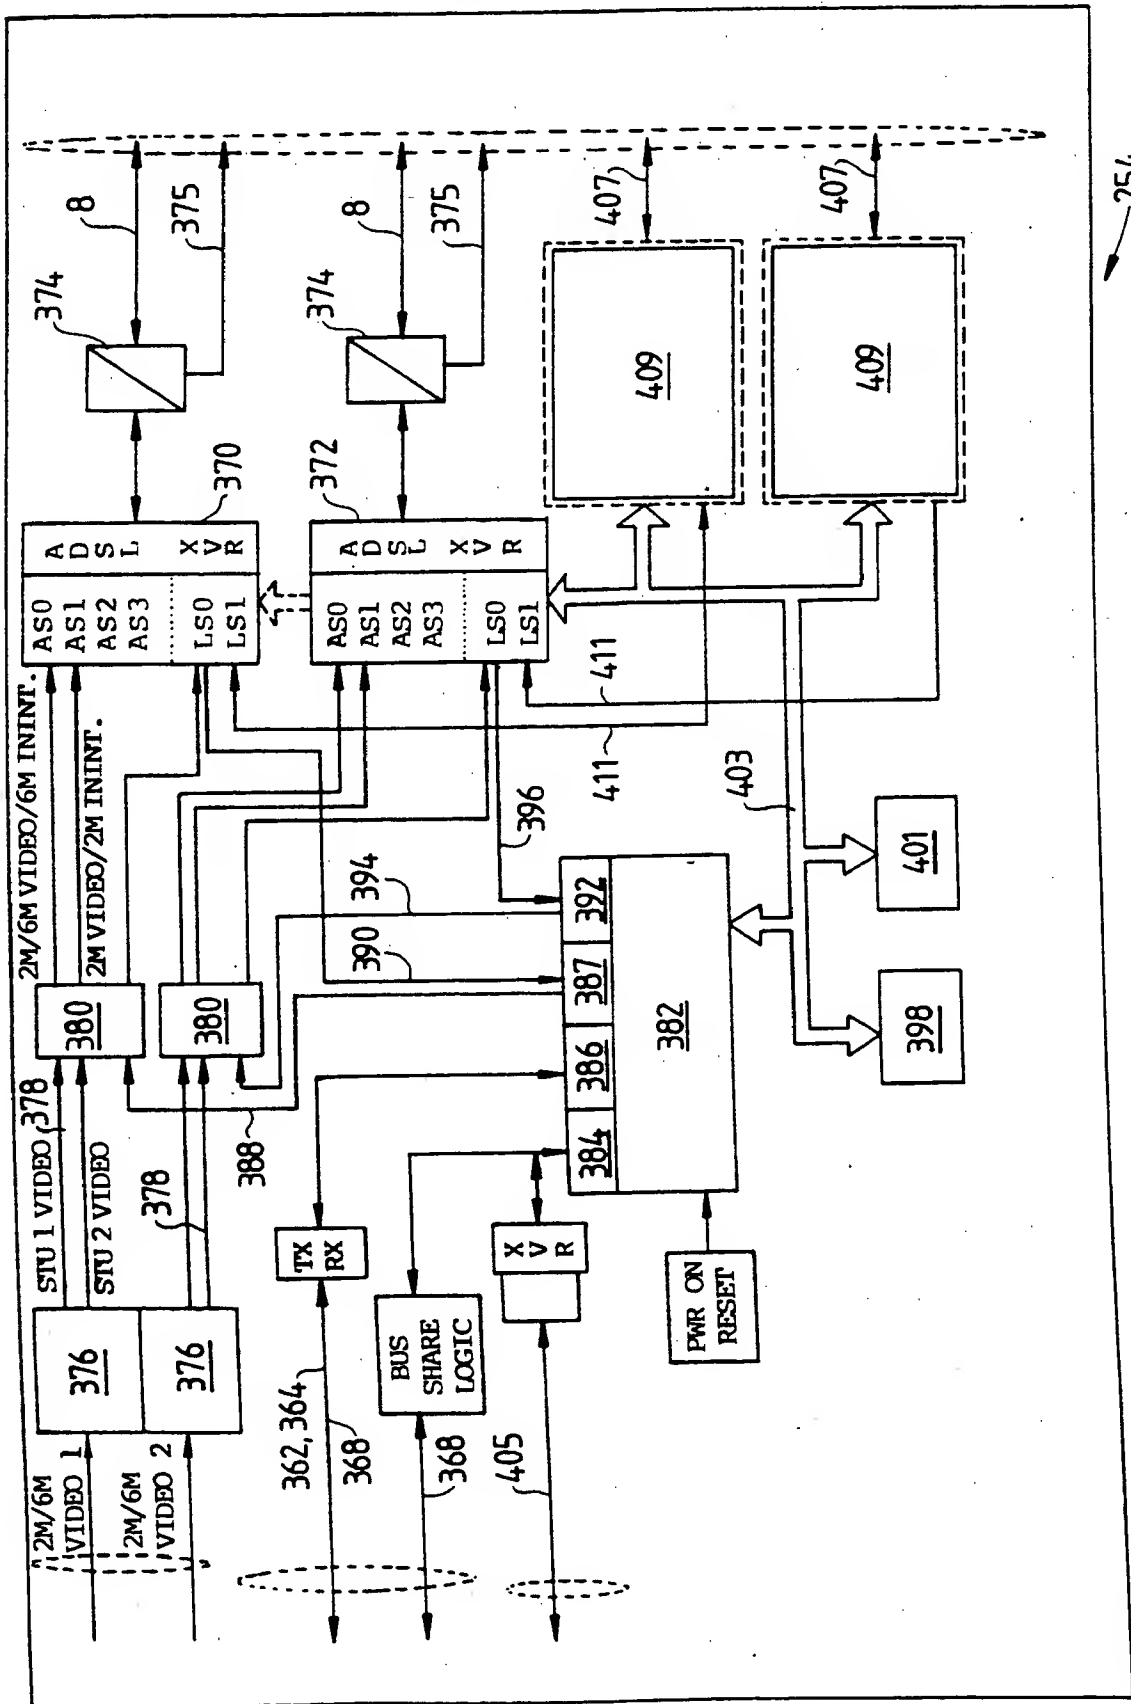 2M/6M
VIDEO 1
2M/6M
VIDEO 2
376
376
STU 1 VIDEO
378
STU 2 VIDEO
378
380
380
2M/6M VIDEO/6M ININT.
2M VIDEO/2M ININT.
AS0
AS1
AS2
AS3
LS0
LS1
ADSL XVR
370
374
8
375
AS0
AS1
AS2
AS3
LS0
LS1
ADSL XVR
372
374
8
375
362, 364
368
TX
RX
388
390
394
396
368
BUS
SHARE
LOGIC
405
XVR
384
386
387
392
382
PWR ON
RESET
411
411
403
398
401
409
407
409
407
254